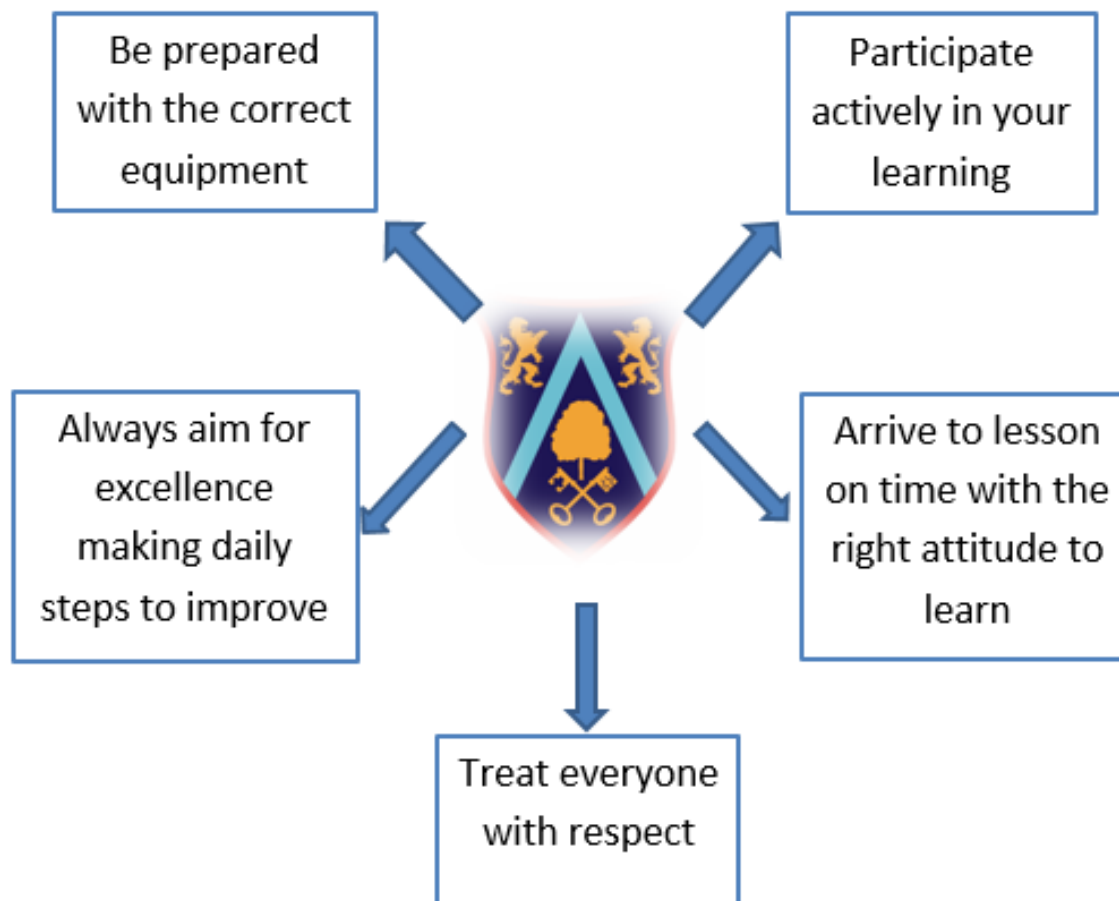 Be prepared
with the correct
equipment
Participate
actively in your
learning
Always aim for
excellence
making daily
steps to improve
Arrive to lesson
on time with the
right attitude to
learn
Treat everyone
with respect